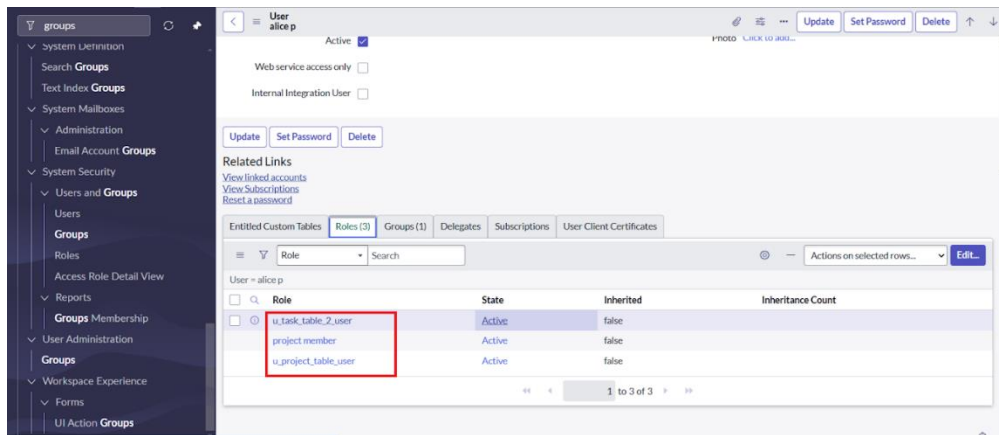 groups
System Definition
Search Groups
Text Index Groups
System Mailboxes
Administration
Email Account Groups
System Security
Users and Groups
Users
Groups
Roles
Access Role Detail View
Reports
Groups Membership
User Administration
Groups
Workspace Experience
Forms
UI Action Groups
User
alice p
Update Set Password Delete
Active
Photo Click to add...
Web service access only
Internal Integration User
Update Set Password Delete
Related Links
View linked accounts
View Subscriptions
Reset a password
Entitled Custom Tables Roles (3) Groups (1) Delegates Subscriptions User Client Certificates
Role Search Actions on selected rows... Edit...
User = alice p
Role State Inherited Inheritance Count
u_task_table_2_user Active false
project member Active false
u_project_table_user Active false
1 to 3 of 3